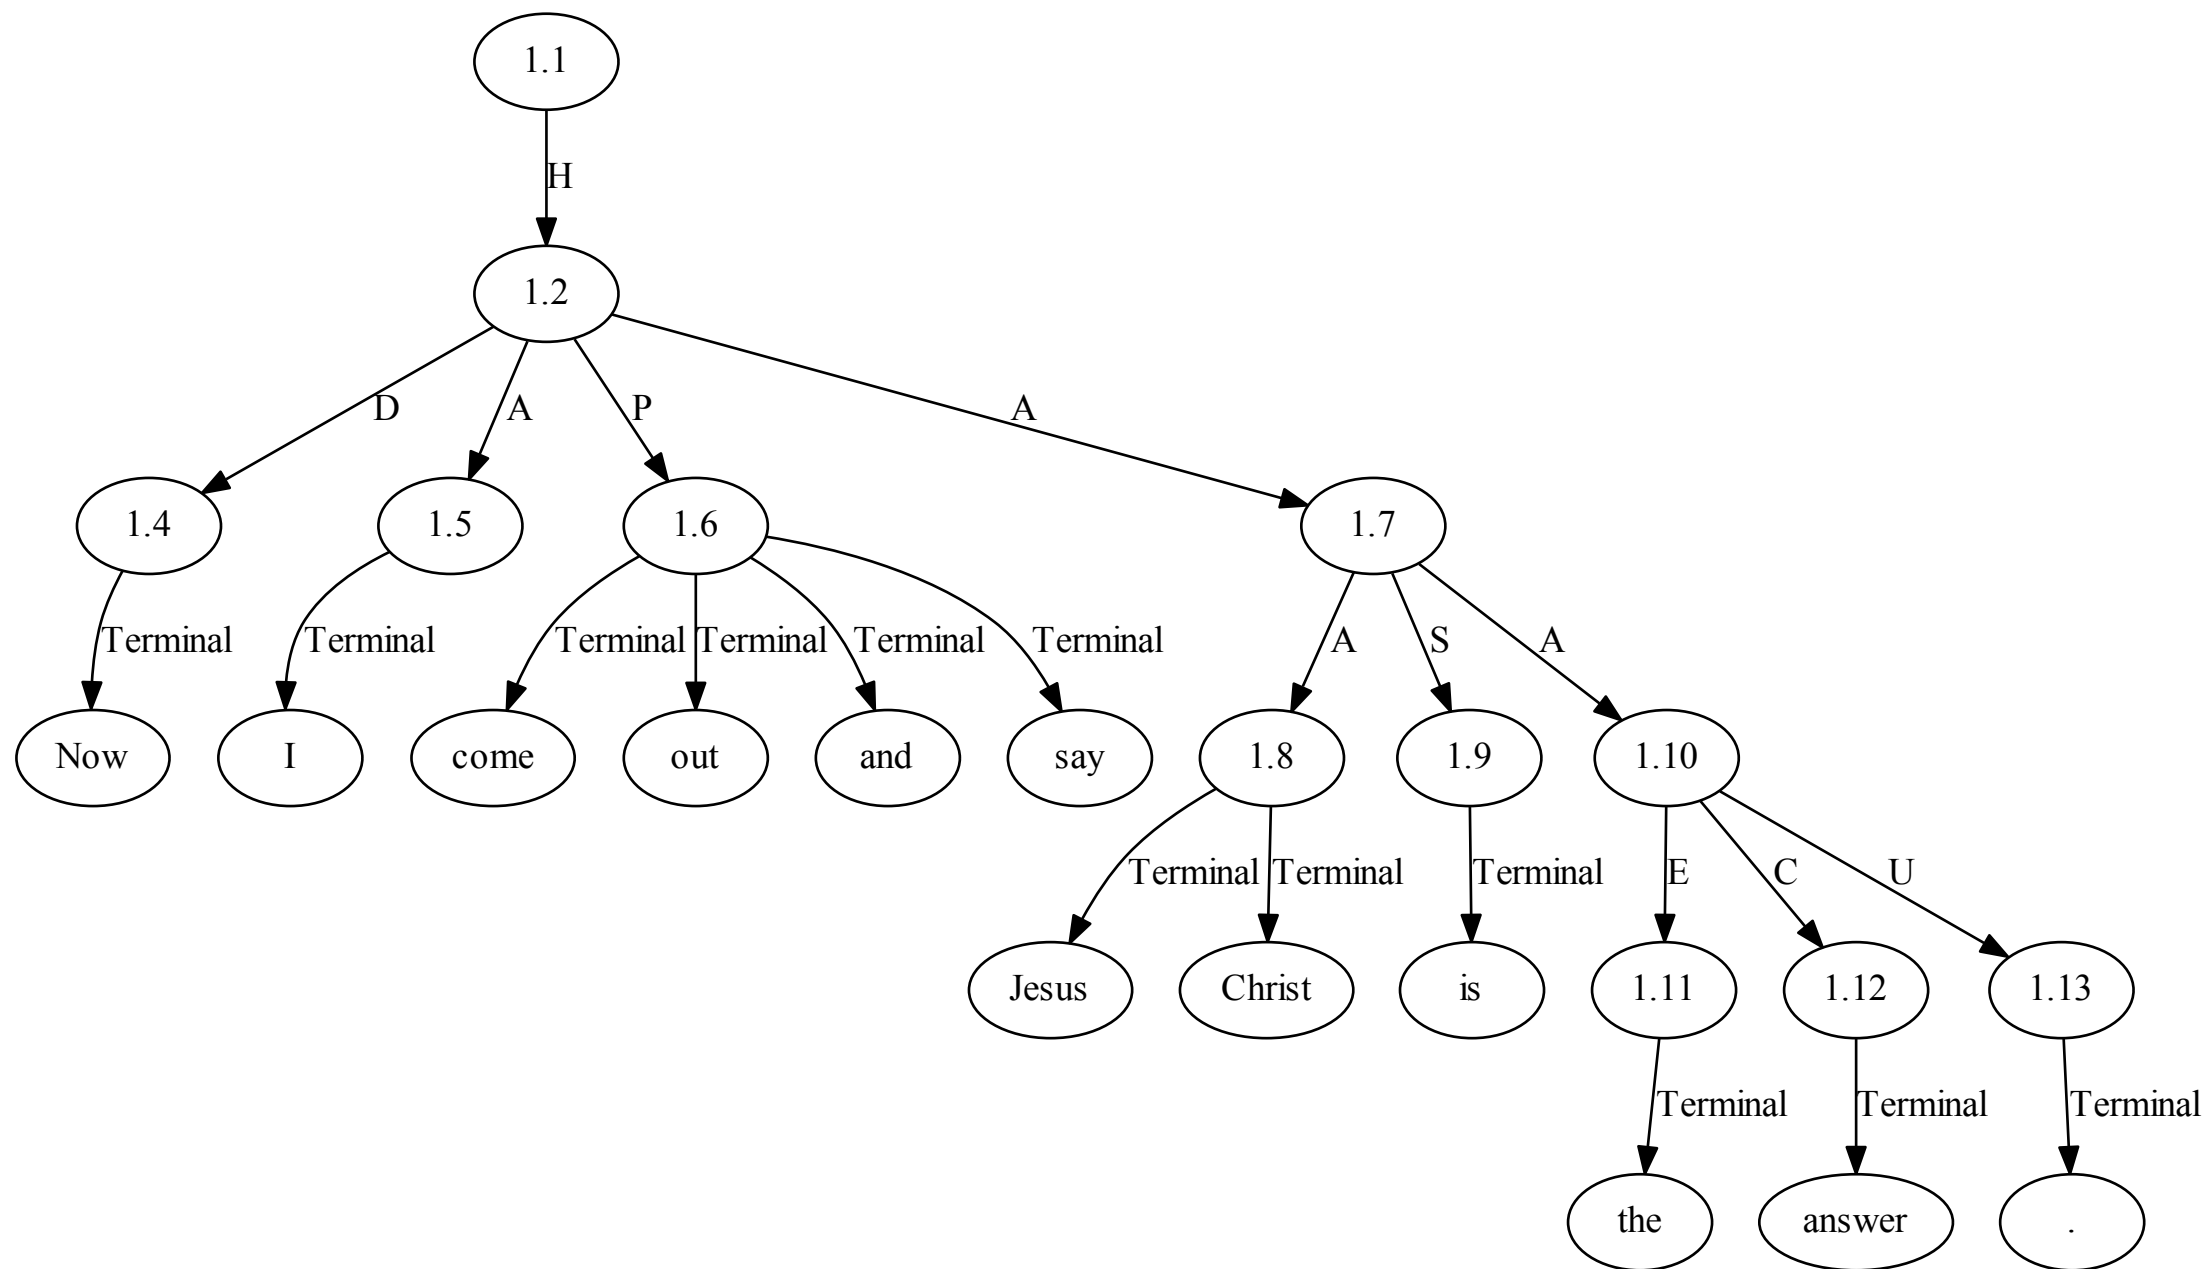 1.1
H
1.2
D A P A
1.4 1.5 1.6 1.7
Terminal Terminal Terminal Terminal Terminal Terminal A S A
Now I come out and say 1.8 1.9 1.10
Terminal Terminal Terminal E C U
Jesus Christ is 1.11 1.12 1.13
Terminal Terminal Terminal
the answer .